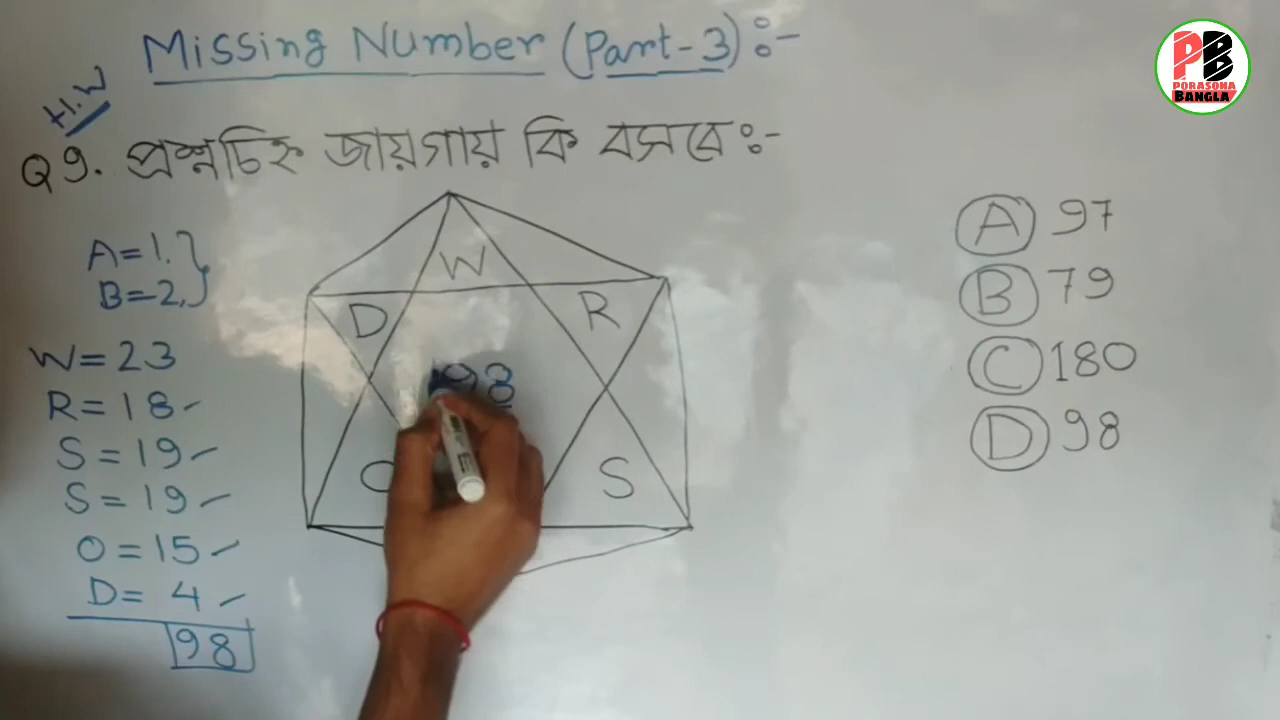 Missing Number (Part-3):-
H.W
Q 9. প্রশ্নচিহ্ন জায়গায় কি বসবে:-
A=1,
B=2,
W=23
R=18
S=19
S=19
O=15
D=4
98
W
D
R
98
O
S
A 97
B 79
C 180
D 98
PB
PORASONA
BANGLA